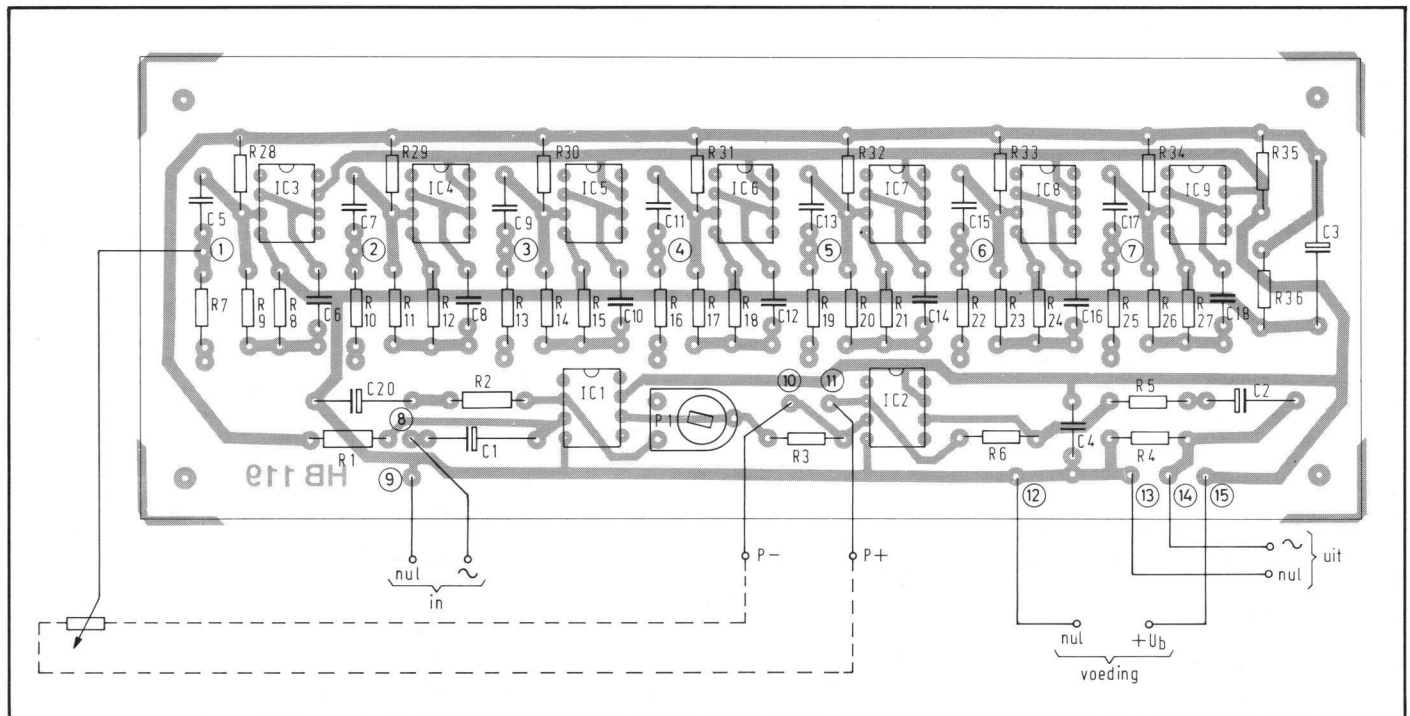 R28 R29 R30 R31 R32 R33 R34 R35
IC3 IC4 IC5 IC6 IC7 IC8 IC9
C5 C7 C9 C11 C13 C15 C17 C3
1 2 3 4 5 6 7
R7 R9 R8 C6 R10 R11 R12 C8 R13 R14 R15 C10 R16 R17 R18 C12 R19 R20 R21 C14 R22 R23 R24 C16 R25 R26 R27 C18 R36
C20 R2 IC1 P1 10 11 IC2 R5 C2
8
R1 C1 R3 R6 C4 R4
HB 119 9 12 13 14 15
P- P+
nul ~
in
~
nul
uit
nul +Ub
voeding